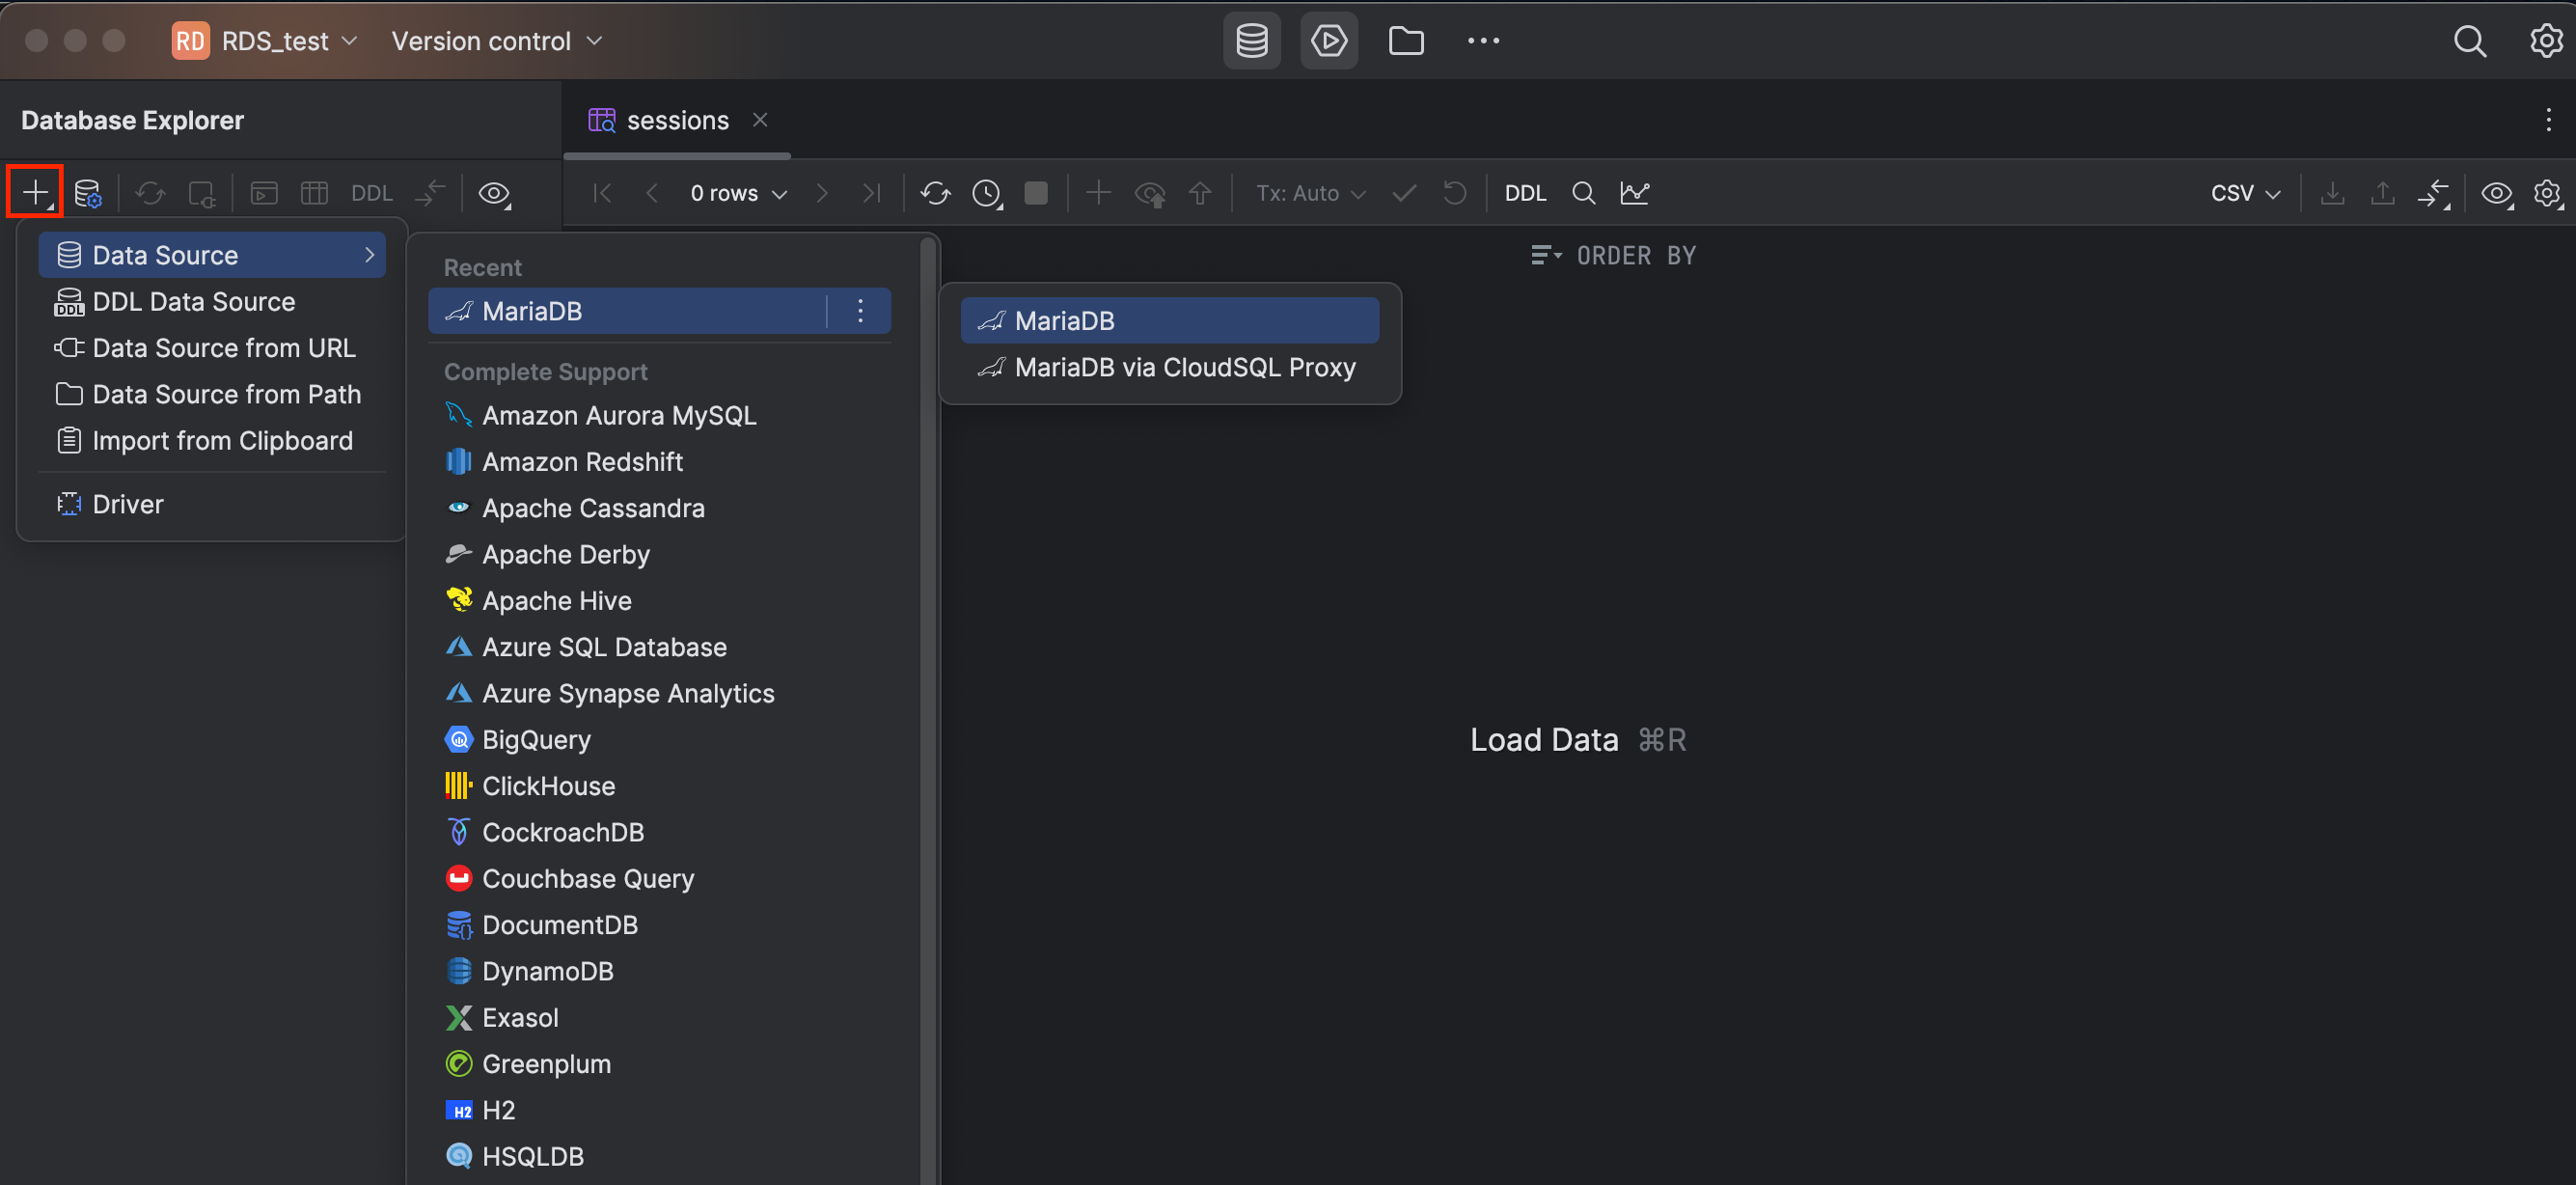 RD RDS_test Version control
Database Explorer
sessions
DDL
0 rows
Tx: Auto
DDL
CSV
Data Source
DDL Data Source
Data Source from URL
Data Source from Path
Import from Clipboard
Driver
Recent
MariaDB
Complete Support
Amazon Aurora MySQL
Amazon Redshift
Apache Cassandra
Apache Derby
Apache Hive
Azure SQL Database
Azure Synapse Analytics
BigQuery
ClickHouse
CockroachDB
Couchbase Query
DocumentDB
DynamoDB
Exasol
Greenplum
H2 H2
HSQLDB
MariaDB
MariaDB via CloudSQL Proxy
ORDER BY
Load Data ⌘R